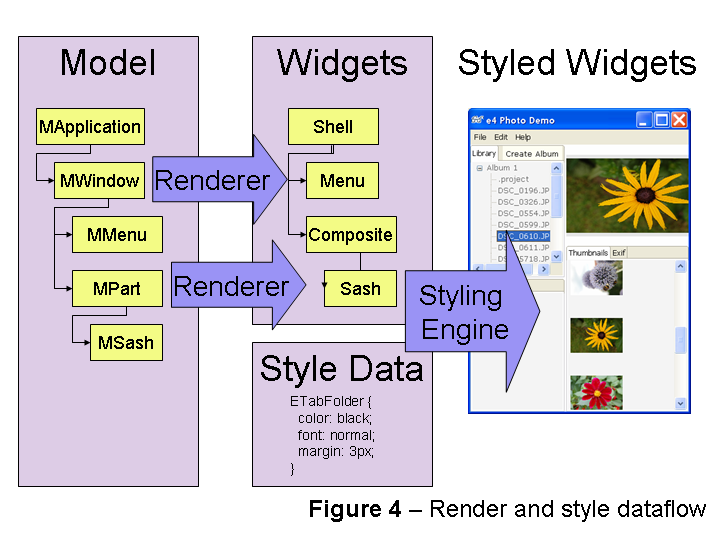 Model
Widgets
Styled Widgets
MApplication
MWindow
MMenu
MPart
MSash
Renderer
Renderer
Shell
Menu
Composite
Sash
Styling
Engine
Style Data
ETabFolder {
color: black;
font: normal;
margin: 3px;
}
e4 Photo Demo
File Edit Help
Library Create Album
Album 1
.project
DSC_0196.JP
DSC_0326.JP
DSC_0554.JP
DSC_0599.JP
DSC_0610.JP
DSC_5718.JP
Thumbnails Exif
Figure 4 – Render and style dataflow